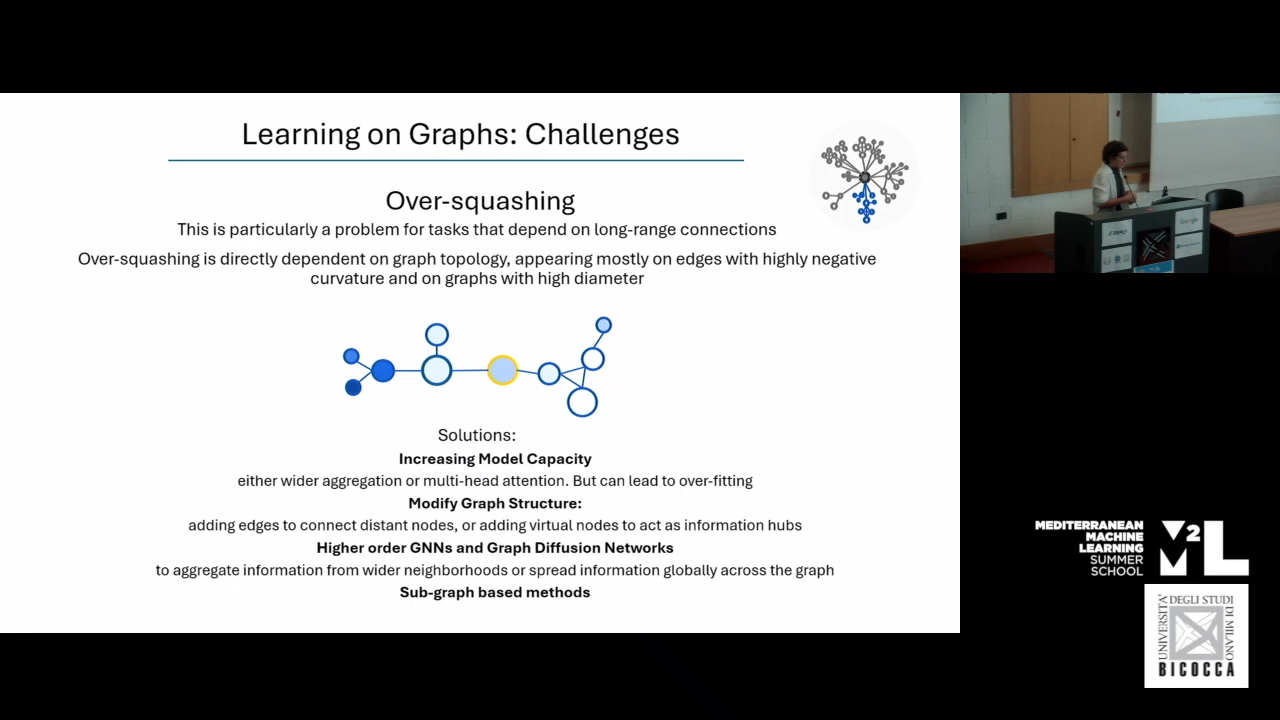 Learning on Graphs: Challenges
Over-squashing
This is particularly a problem for tasks that depend on long-range connections
Over-squashing is directly dependent on graph topology, appearing mostly on edges with highly negative
curvature and on graphs with high diameter
Solutions:
Increasing Model Capacity
either wider aggregation or multi-head attention. But can lead to over-fitting
Modify Graph Structure:
adding edges to connect distant nodes, or adding virtual nodes to act as information hubs
Higher order GNNs and Graph Diffusion Networks
to aggregate information from wider neighborhoods or spread information globally across the graph
Sub-graph based methods
Google
MEDITERRANEAN
MACHINE
LEARNING
SUMMER
SCHOOL
M2L
UNIVERSITA'
DEGLI STUDI
DI MILANO
BICOCCA